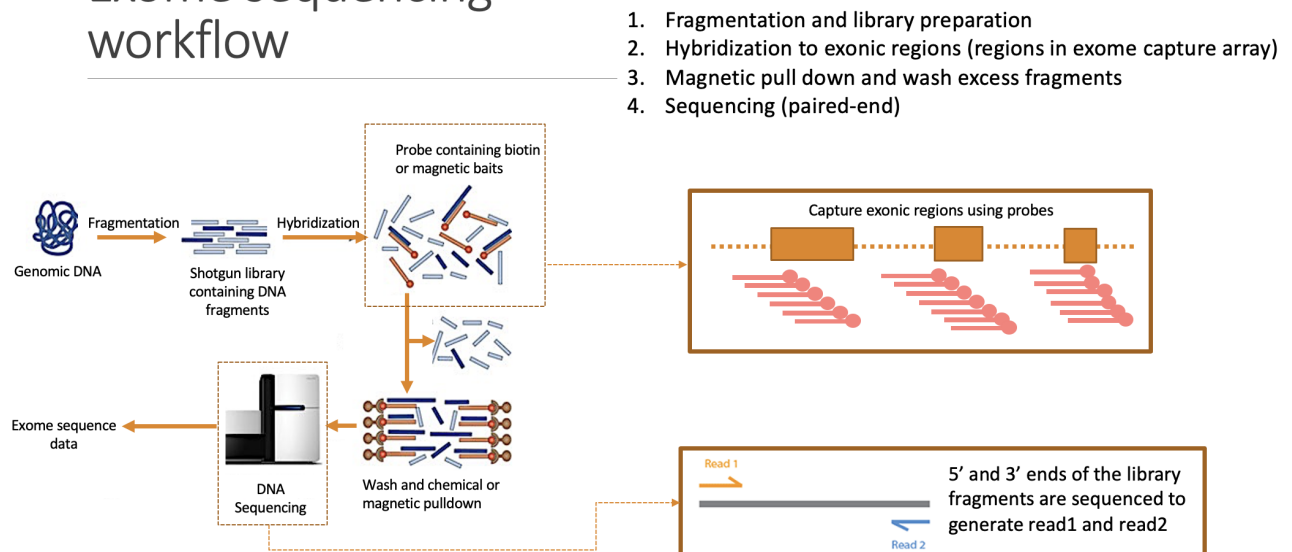 Exome sequencing
workflow
1. Fragmentation and library preparation
2. Hybridization to exonic regions (regions in exome capture array)
3. Magnetic pull down and wash excess fragments
4. Sequencing (paired-end)
Probe containing biotin
or magnetic baits
Fragmentation
Hybridization
Genomic DNA
Shotgun library
containing DNA
fragments
Capture exonic regions using probes
Exome sequence
data
DNA
Sequencing
Wash and chemical or
magnetic pulldown
Read 1
5’ and 3’ ends of the library
fragments are sequenced to
generate read1 and read2
Read 2